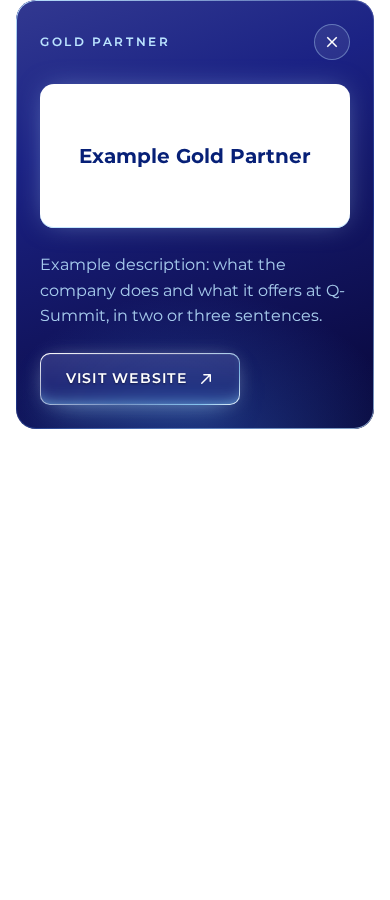 GOLD PARTNER
Example Gold Partner
Example description: what the
company does and what it offers at Q-
Summit, in two or three sentences.
VISIT WEBSITE